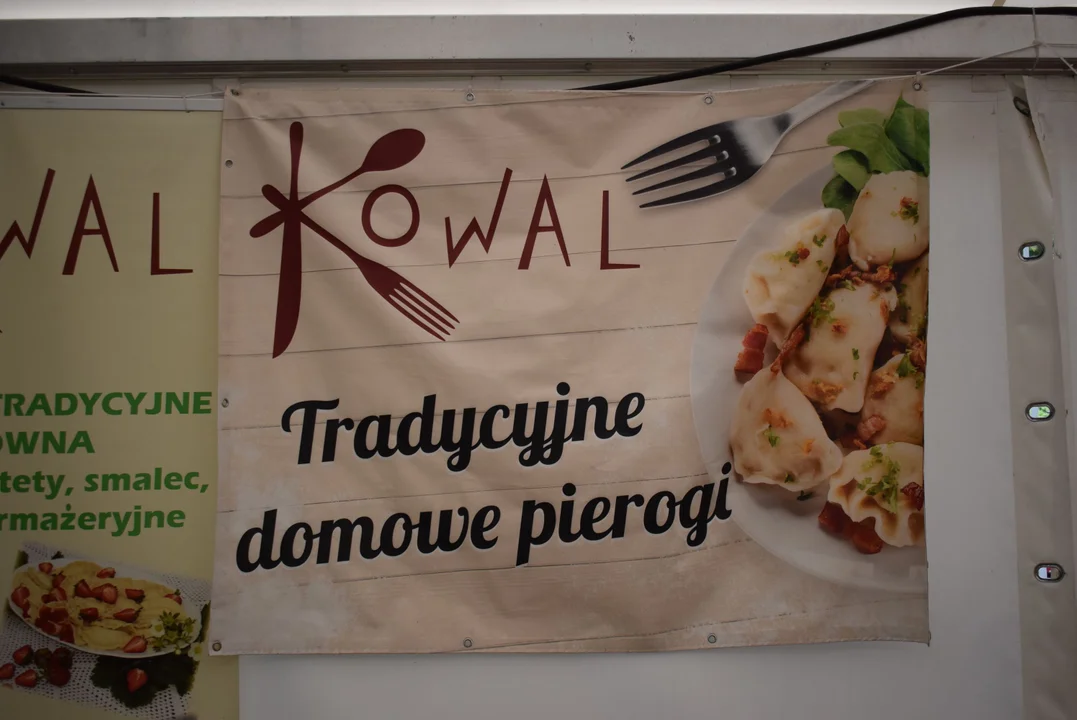 WAL
TRADYCYJNE
OWNA
tety, smalec,
rmażeryjne
KOWAL
Tradycyjne
domowe pierogi